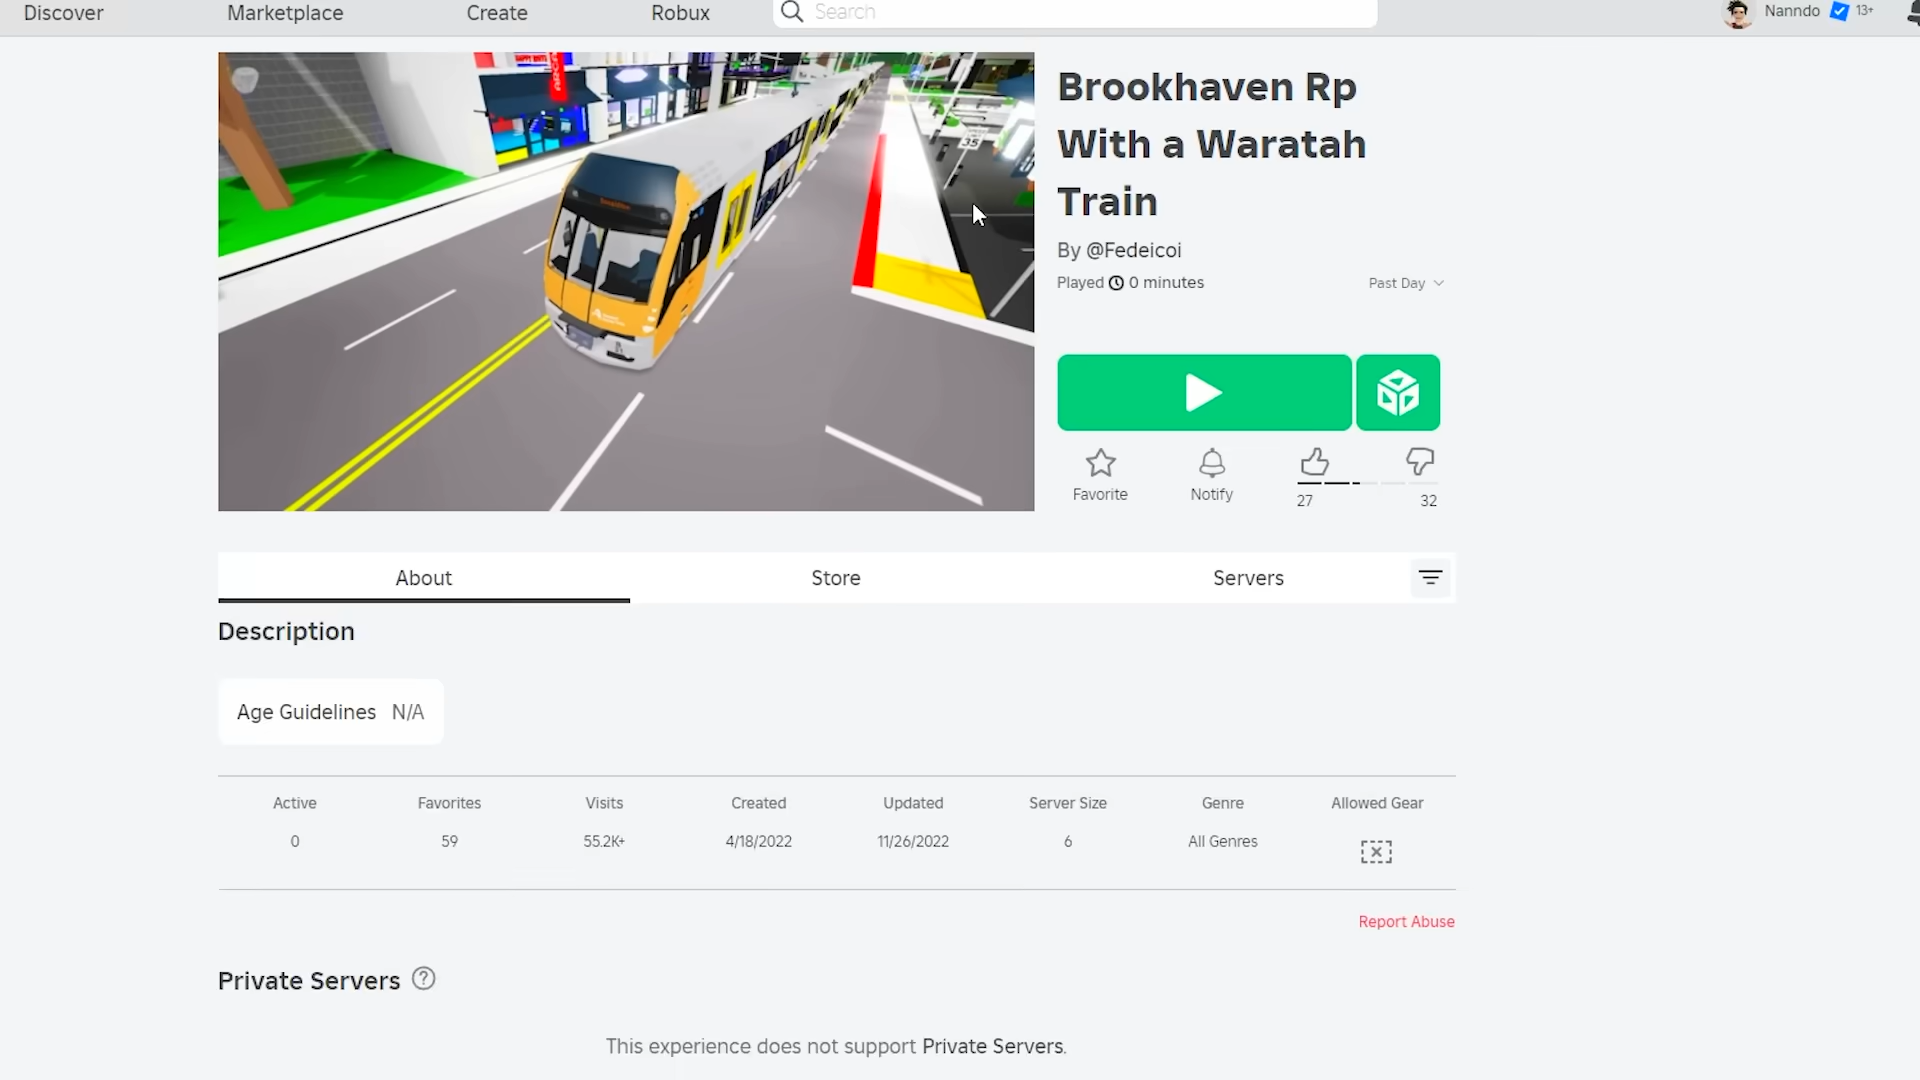 Discover
Marketplace
Create
Robux
Search
Nanndo
13+
ARCA
35
Brookhaven Rp
With a Waratah
Train
By @Fedeicoi
Played 0 minutes
Past Day
Favorite
Notify
27
32
About
Store
Servers
Description
Age Guidelines N/A
Active
Favorites
Visits
Created
Updated
Server Size
Genre
Allowed Gear
0
59
55.2K+
4/18/2022
11/26/2022
6
All Genres
Report Abuse
Private Servers ?
This experience does not support Private Servers.